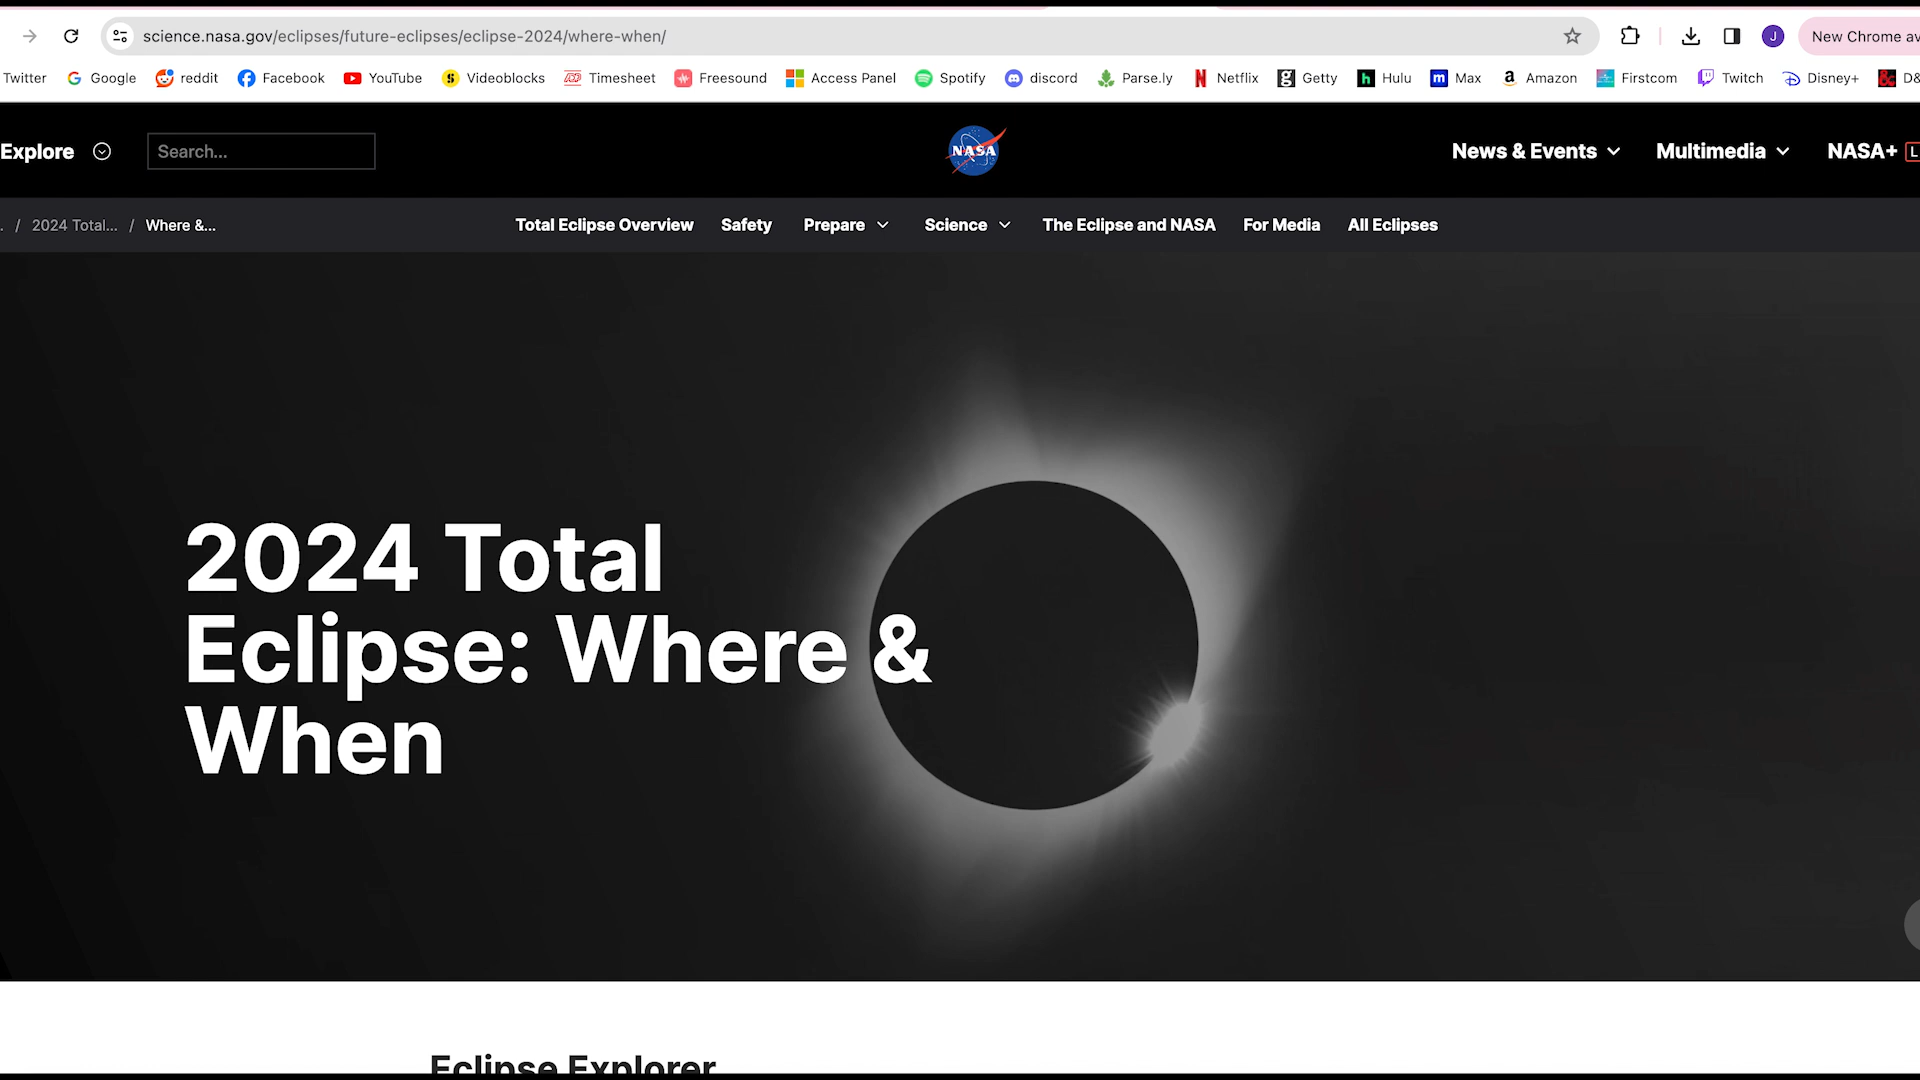 science.nasa.gov/eclipses/future-eclipses/eclipse-2024/where-when/
J
New Chrome av
Twitter Google reddit Facebook YouTube Videoblocks Timesheet Freesound Access Panel Spotify discord Parse.ly Netflix Getty Hulu Max Amazon Firstcom Twitch Disney+ D&
Explore Search... NASA News & Events Multimedia NASA+ L
. / 2024 Total... / Where &... Total Eclipse Overview Safety Prepare Science The Eclipse and NASA For Media All Eclipses
2024 Total
Eclipse: Where &
When
Eclipse Explorer